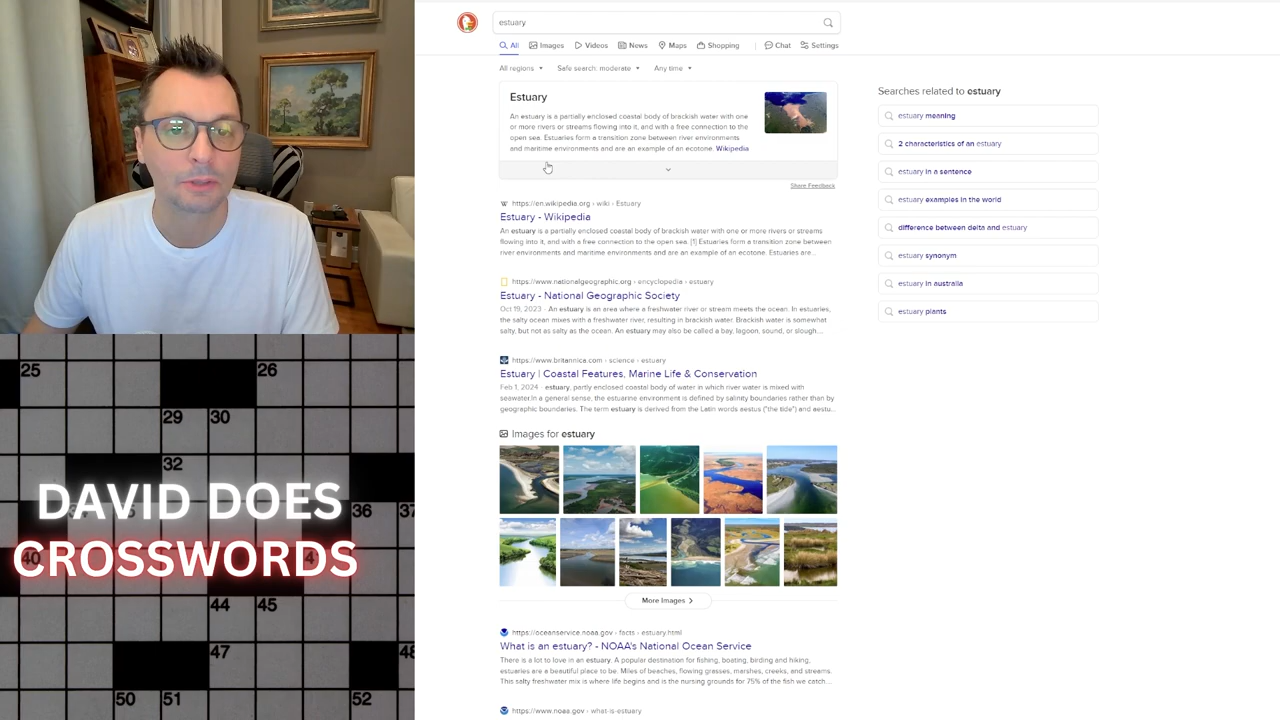 estuary
All
Images
Videos
News
Maps
Shopping
Chat
Settings
All regions
Safe search: moderate
Any time
Estuary
An estuary is a partially enclosed coastal body of brackish water with one
or more rivers or streams flowing into it, and with a free connection to the
open sea. Estuaries form a transition zone between river environments
and maritime environments and are an example of an ecotone. Wikipedia
Share Feedback
https://en.wikipedia.org › wiki › Estuary
Estuary - Wikipedia
An estuary is a partially enclosed coastal body of brackish water with one or more rivers or streams
flowing into it, and with a free connection to the open sea. [1] Estuaries form a transition zone between
river environments and maritime environments and are an example of an ecotone. Estuaries are...
https://www.nationalgeographic.org › encyclopedia › estuary
Estuary - National Geographic Society
Oct 19, 2023 · An estuary is an area where a freshwater river or stream meets the ocean. In estuaries,
the salty ocean mixes with a freshwater river, resulting in brackish water. Brackish water is somewhat
salty, but not as salty as the ocean. An estuary may also be called a bay, lagoon, sound, or slough....
https://www.britannica.com › science › estuary
Estuary | Coastal Features, Marine Life & Conservation
Feb 1, 2024 · estuary, partly enclosed coastal body of water in which river water is mixed with
seawater.In a general sense, the estuarine environment is defined by salinity boundaries rather than by
geographic boundaries. The term estuary is derived from the Latin words aestus ("the tide") and aestu...
Images for estuary
More Images
https://oceanservice.noaa.gov › facts › estuary.html
What is an estuary? - NOAA's National Ocean Service
There is a lot to love in an estuary. A popular destination for fishing, boating, birding and hiking,
estuaries are a beautiful place to be. Miles of beaches, flowing grasses, marshes, creeks, and streams.
This salty freshwater mix is where life begins and is the nursing grounds for 75% of the fish we catch....
https://www.noaa.gov › what-is-estuary
Searches related to estuary
estuary meaning
2 characteristics of an estuary
estuary in a sentence
estuary examples in the world
difference between delta and estuary
estuary synonym
estuary in australia
estuary plants
25
26
29
30
32
DAVID DOES
36
37
CROSSWORDS
40
44
45
47
48
50
51
52